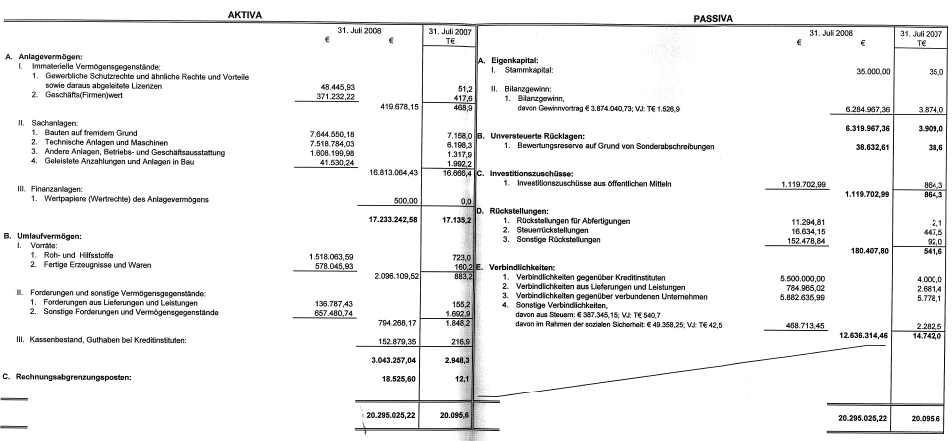 AKTIVA
31. Juli 2008 31. Juli 2007
€ € T€
A. Anlagevermögen:
I. Immaterielle Vermögensgegenstände:
1. Gewerbliche Schutzrechte und ähnliche Rechte und Vorteile
sowie daraus abgeleitete Lizenzen 48.445,93 51,2
2. Geschäfts(Firmen)wert 371.232,22 417,6
419.678,15 468,9
II. Sachanlagen:
1. Bauten auf fremdem Grund 7.644.550,18 7.158,0
2. Technische Anlagen und Maschinen 7.518.784,03 6.198,3
3. Andere Anlagen, Betriebs- und Geschäftsausstattung 1.608.199,98 1.317,9
4. Geleistete Anzahlungen und Anlagen in Bau 41.530,24 1.992,2
16.813.064,43 16.666,4
III. Finanzanlagen:
1. Wertpapiere (Wertrechte) des Anlagevermögens 500,00 0,0
17.233.242,58 17.135,2
B. Umlaufvermögen:
I. Vorräte:
1. Roh- und Hilfsstoffe 1.518.063,59 723,0
2. Fertige Erzeugnisse und Waren 578.045,93 160,2
2.096.109,52 883,2
II. Forderungen und sonstige Vermögensgegenstände:
1. Forderungen aus Lieferungen und Leistungen 136.787,43 155,2
2. Sonstige Forderungen und Vermögensgegenstände 657.480,74 1.692,9
794.268,17 1.848,2
III. Kassenbestand, Guthaben bei Kreditinstituten: 152.879,35 216,9
3.043.257,04 2.948,3
C. Rechnungsabgrenzungsposten: 18.525,60 12,1
20.295.025,22 20.095,6
PASSIVA
31. Juli 2008 31. Juli 2007
€ € T€
A. Eigenkapital:
I. Stammkapital: 35.000,00 35,0
II. Bilanzgewinn:
1. Bilanzgewinn,
davon Gewinnvortrag € 3.874.040,73; VJ: T€ 1.526,9 6.284.967,36 3.874,0
6.319.967,36 3.909,0
B. Unversteuerte Rücklagen:
1. Bewertungsreserve auf Grund von Sonderabschreibungen 38.632,61 38,6
C. Investitionszuschüsse:
1. Investitionszuschüsse aus öffentlichen Mitteln 1.119.702,99 864,3
1.119.702,99 864,3
D. Rückstellungen:
1. Rückstellungen für Abfertigungen 11.294,81 2,1
2. Steuerrückstellungen 16.634,15 447,5
3. Sonstige Rückstellungen 152.478,84 92,0
180.407,80 541,6
E. Verbindlichkeiten:
1. Verbindlichkeiten gegenüber Kreditinstituten 5.500.000,00 4.000,0
2. Verbindlichkeiten aus Lieferungen und Leistungen 784.965,02 2.681,4
3. Verbindlichkeiten gegenüber verbundenen Unternehmen 5.882.635,99 5.778,1
4. Sonstige Verbindlichkeiten,
davon aus Steuern: € 387.345,15; VJ: T€ 540,7
davon im Rahmen der sozialen Sicherheit: € 49.358,25; VJ: T€ 42,5 468.713,45 2.282,5
12.636.314,46 14.742,0
20.295.025,22 20.095,6